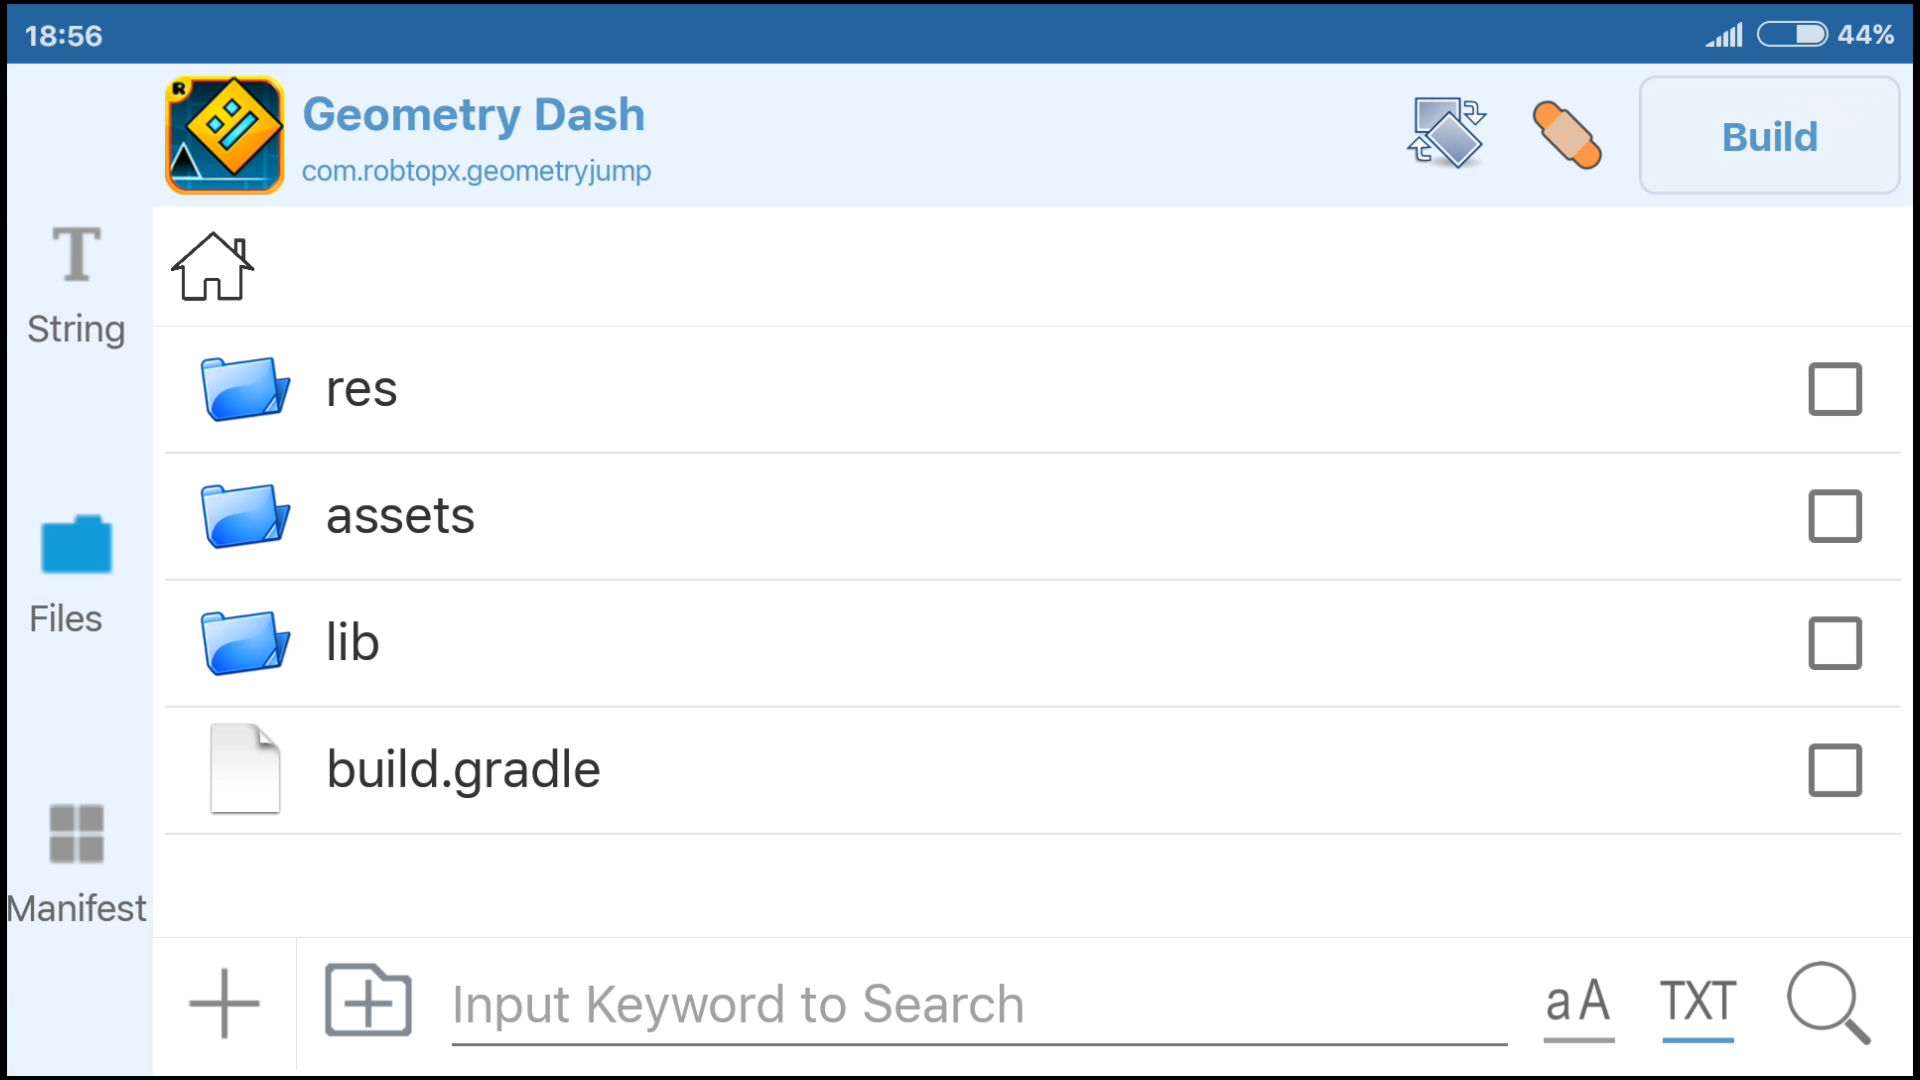 18:56
44%
R
Geometry Dash
com.robtopx.geometryjump
Build
T
String
Files
Manifest
res
assets
lib
build.gradle
Input Keyword to Search
aA
TXT